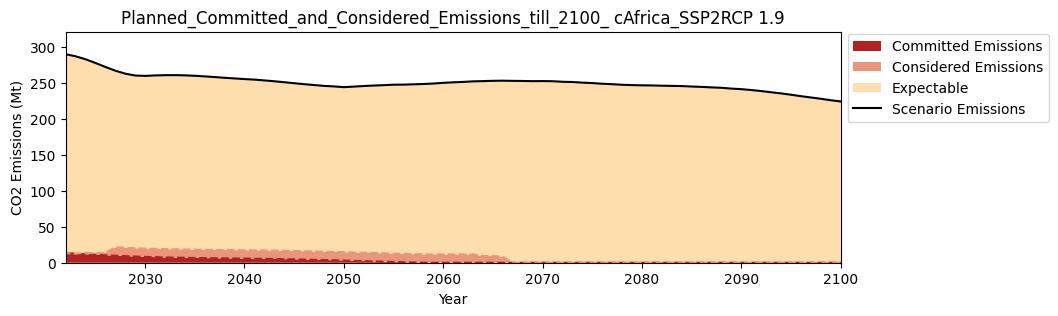 Planned_Committed_and_Considered_Emissions_till_2100_ cAfrica_SSP2RCP 1.9
CO2 Emissions (Mt)
300
250
200
150
100
50
0
2030 2040 2050 2060 2070 2080 2090 2100
Year
Committed Emissions
Considered Emissions
Expectable
Scenario Emissions